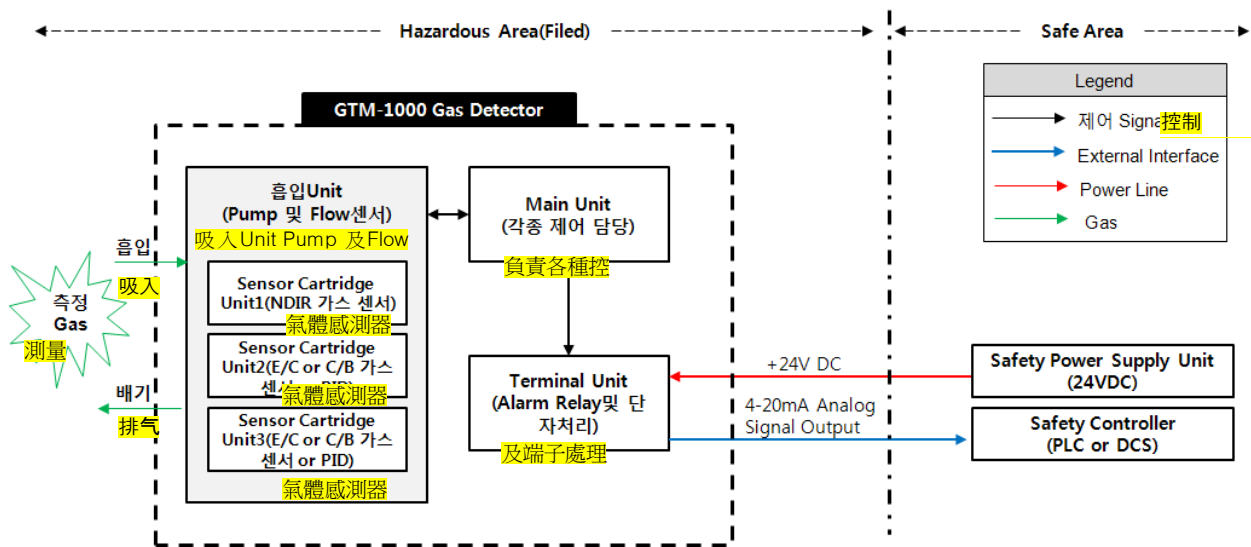 Hazardous Area(Filed)
Safe Area
Legend
제어 Signa控制
External Interface
Power Line
Gas
GTM-1000 Gas Detector
흡입Unit
(Pump 및 Flow센서)
吸入Unit Pump 及Flow
Main Unit
(각종 제어 담당)
負責各種控
흡입
吸入
측정
Gas
測量
배기
排气
Sensor Cartridge
Unit1(NDIR 가스 센서)
氣體感測器
Sensor Cartridge
Unit2(E/C or C/B 가스
센서
氣體感測器
Sensor Cartridge
Unit3(E/C or C/B 가스
센서 or PID)
氣體感測器
Terminal Unit
(Alarm Relay및 단
자처리)
及端子處理
+24V DC
4-20mA Analog
Signal Output
Safety Power Supply Unit
(24VDC)
Safety Controller
(PLC or DCS)